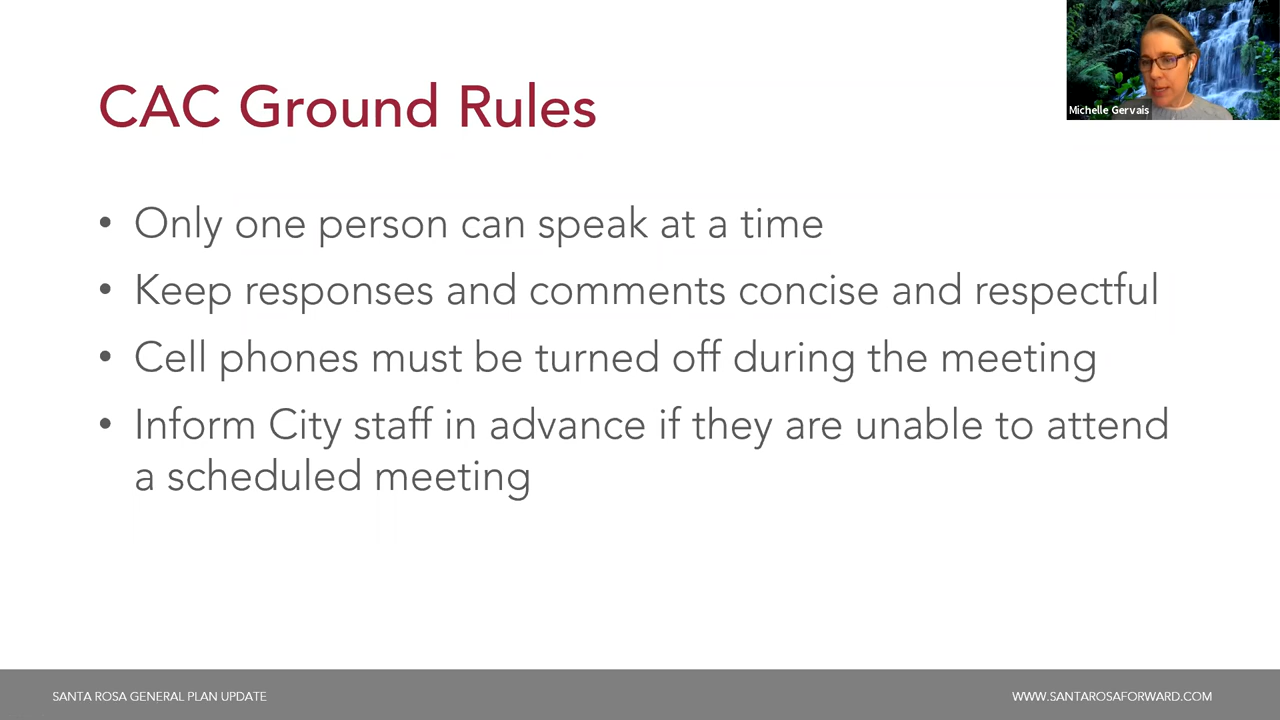 CAC Ground Rules
Michelle Gervais
• Only one person can speak at a time
• Keep responses and comments concise and respectful
• Cell phones must be turned off during the meeting
• Inform City staff in advance if they are unable to attend
a scheduled meeting
SANTA ROSA GENERAL PLAN UPDATE
WWW.SANTAROSAFORWARD.COM